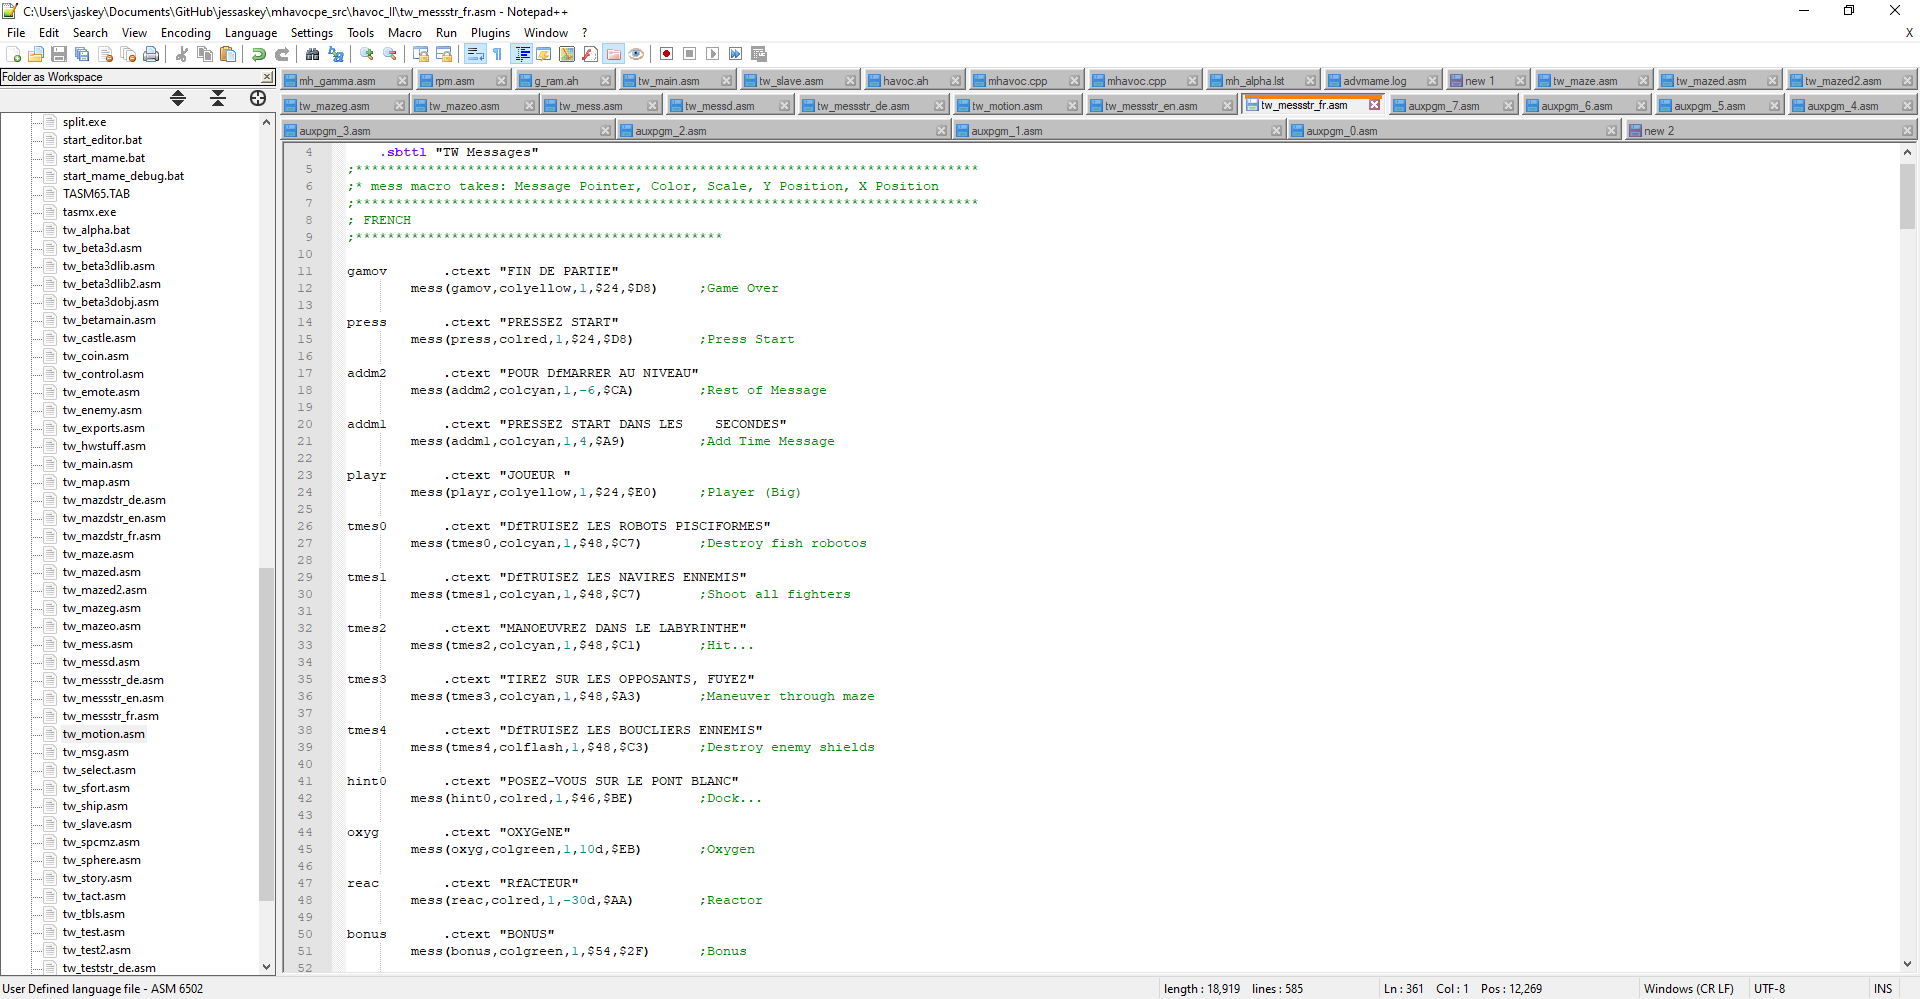 C:\Users\jaskey\Documents\GitHub\jessaskey\mhavocpe_src\havoc_II\tw_messstr_fr.asm - Notepad++
File Edit Search View Encoding Language Settings Tools Macro Run Plugins Window ? X
Folder as Workspace
mh_gamma.asm rpm.asm g_ram.ah tw_main.asm tw_slave.asm havoc.ah mhavoc.cpp mhavoc.cpp mh_alpha.lst advmame.log new 1 tw_maze.asm tw_mazed.asm tw_mazed2.asm
tw_mazeg.asm tw_mazeo.asm tw_mess.asm tw_messd.asm tw_messstr_de.asm tw_motion.asm tw_messstr_en.asm tw_messstr_fr.asm auxpgm_7.asm auxpgm_6.asm auxpgm_5.asm auxpgm_4.asm
auxpgm_3.asm auxpgm_2.asm auxpgm_1.asm auxpgm_0.asm new 2
split.exe
start_editor.bat
start_mame.bat
start_mame_debug.bat
TASM65.TAB
tasmx.exe
tw_alpha.bat
tw_beta3d.asm
tw_beta3dlib.asm
tw_beta3dlib2.asm
tw_beta3dobj.asm
tw_betamain.asm
tw_castle.asm
tw_coin.asm
tw_control.asm
tw_emote.asm
tw_enemy.asm
tw_exports.asm
tw_hwstuff.asm
tw_main.asm
tw_map.asm
tw_mazdstr_de.asm
tw_mazdstr_en.asm
tw_mazdstr_fr.asm
tw_maze.asm
tw_mazed.asm
tw_mazed2.asm
tw_mazeg.asm
tw_mazeo.asm
tw_mess.asm
tw_messd.asm
tw_messstr_de.asm
tw_messstr_en.asm
tw_messstr_fr.asm
tw_motion.asm
tw_msg.asm
tw_select.asm
tw_sfort.asm
tw_ship.asm
tw_slave.asm
tw_spcmz.asm
tw_sphere.asm
tw_story.asm
tw_tact.asm
tw_tbls.asm
tw_test.asm
tw_test2.asm
tw_teststr_de.asm
4 .sbttl "TW Messages"
5 ;******************************************************************************
6 ;* mess macro takes: Message Pointer, Color, Scale, Y Position, X Position
7 ;******************************************************************************
8 ; FRENCH
9 ;**********************************************
10
11 gamov .ctext "FIN DE PARTIE"
12 mess(gamov,colyellow,1,$24,$D8) ;Game Over
13
14 press .ctext "PRESSEZ START"
15 mess(press,colred,1,$24,$D8) ;Press Start
16
17 addm2 .ctext "POUR DfMARRER AU NIVEAU"
18 mess(addm2,colcyan,1,-6,$CA) ;Rest of Message
19
20 addm1 .ctext "PRESSEZ START DANS LES    SECONDES"
21 mess(addm1,colcyan,1,4,$A9) ;Add Time Message
22
23 playr .ctext "JOUEUR "
24 mess(playr,colyellow,1,$24,$E0) ;Player (Big)
25
26 tmes0 .ctext "DfTRUISEZ LES ROBOTS PISCIFORMES"
27 mess(tmes0,colcyan,1,$48,$C7) ;Destroy fish robotos
28
29 tmes1 .ctext "DfTRUISEZ LES NAVIRES ENNEMIS"
30 mess(tmes1,colcyan,1,$48,$C7) ;Shoot all fighters
31
32 tmes2 .ctext "MANOEUVREZ DANS LE LABYRINTHE"
33 mess(tmes2,colcyan,1,$48,$C1) ;Hit...
34
35 tmes3 .ctext "TIREZ SUR LES OPPOSANTS, FUYEZ"
36 mess(tmes3,colcyan,1,$48,$A3) ;Maneuver through maze
37
38 tmes4 .ctext "DfTRUISEZ LES BOUCLIERS ENNEMIS"
39 mess(tmes4,colflash,1,$48,$C3) ;Destroy enemy shields
40
41 hint0 .ctext "POSEZ-VOUS SUR LE PONT BLANC"
42 mess(hint0,colred,1,$46,$BE) ;Dock...
43
44 oxyg .ctext "OXYGeNE"
45 mess(oxyg,colgreen,1,10d,$EB) ;Oxygen
46
47 reac .ctext "RfACTEUR"
48 mess(reac,colred,1,-30d,$AA) ;Reactor
49
50 bonus .ctext "BONUS"
51 mess(bonus,colgreen,1,$54,$2F) ;Bonus
52
User Defined language file - ASM 6502 length : 18,919 lines : 585 Ln : 361 Col : 1 Pos : 12,269 Windows (CR LF) UTF-8 INS